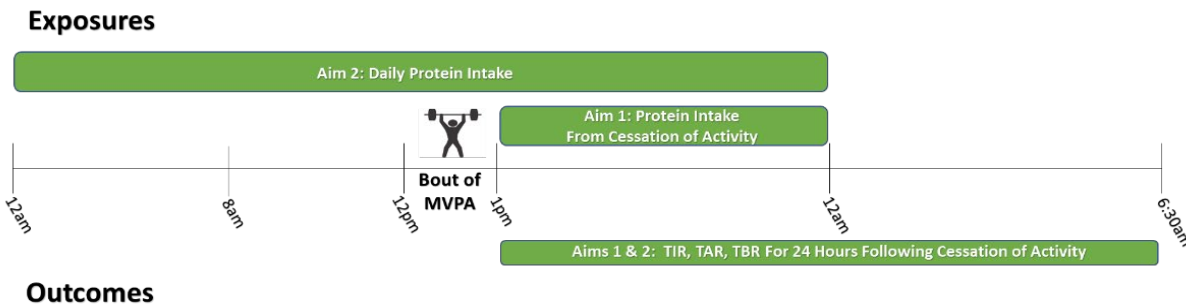 Exposures
Aim 2: Daily Protein Intake
Aim 1: Protein Intake
From Cessation of Activity
Bout of
MVPA
12am
8am
12pm
1pm
12am
6:30am
Aims 1 & 2: TIR, TAR, TBR For 24 Hours Following Cessation of Activity
Outcomes